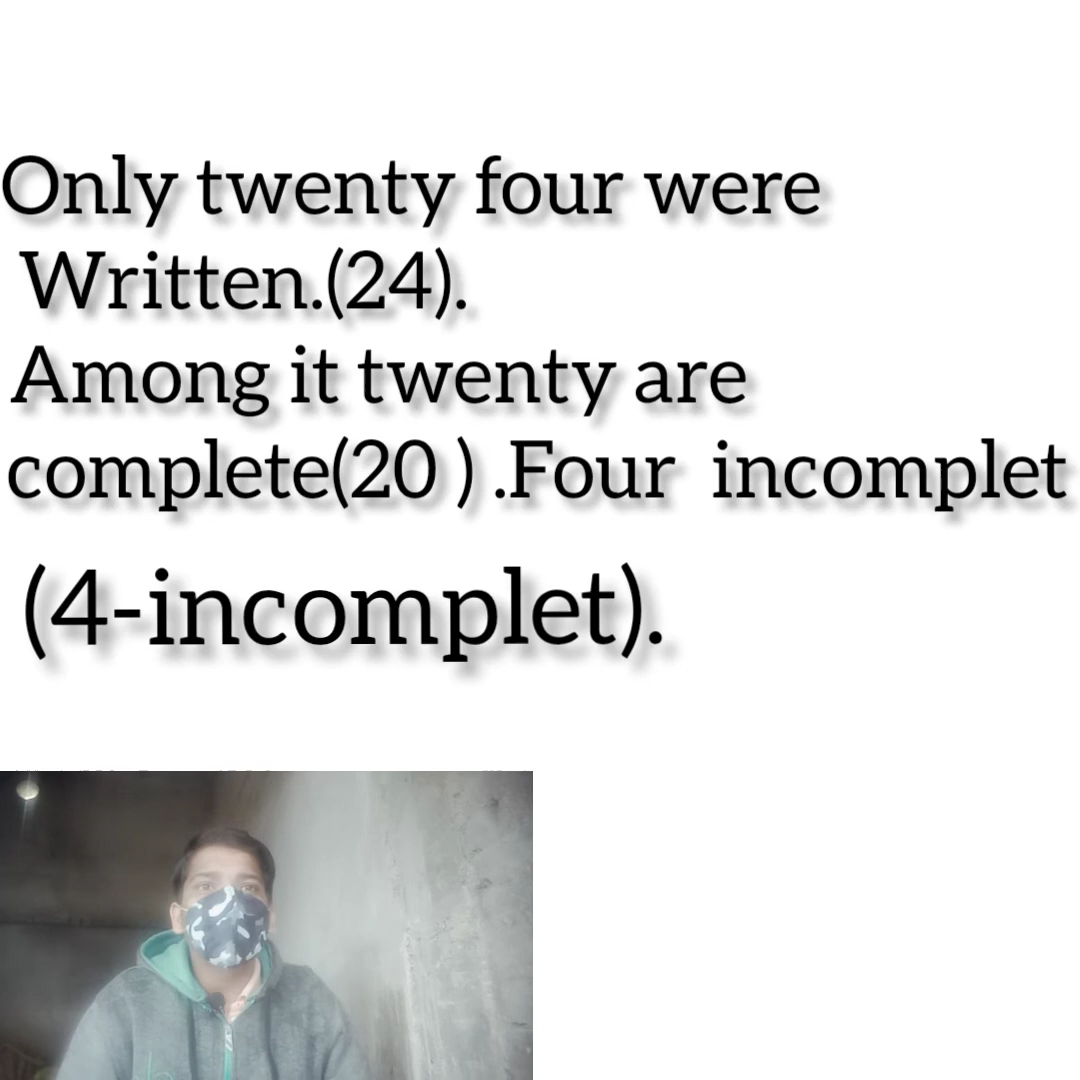 Only twenty four were
Written.(24).
Among it twenty are
complete(20 ) .Four  incomplet
(4-incomplet).